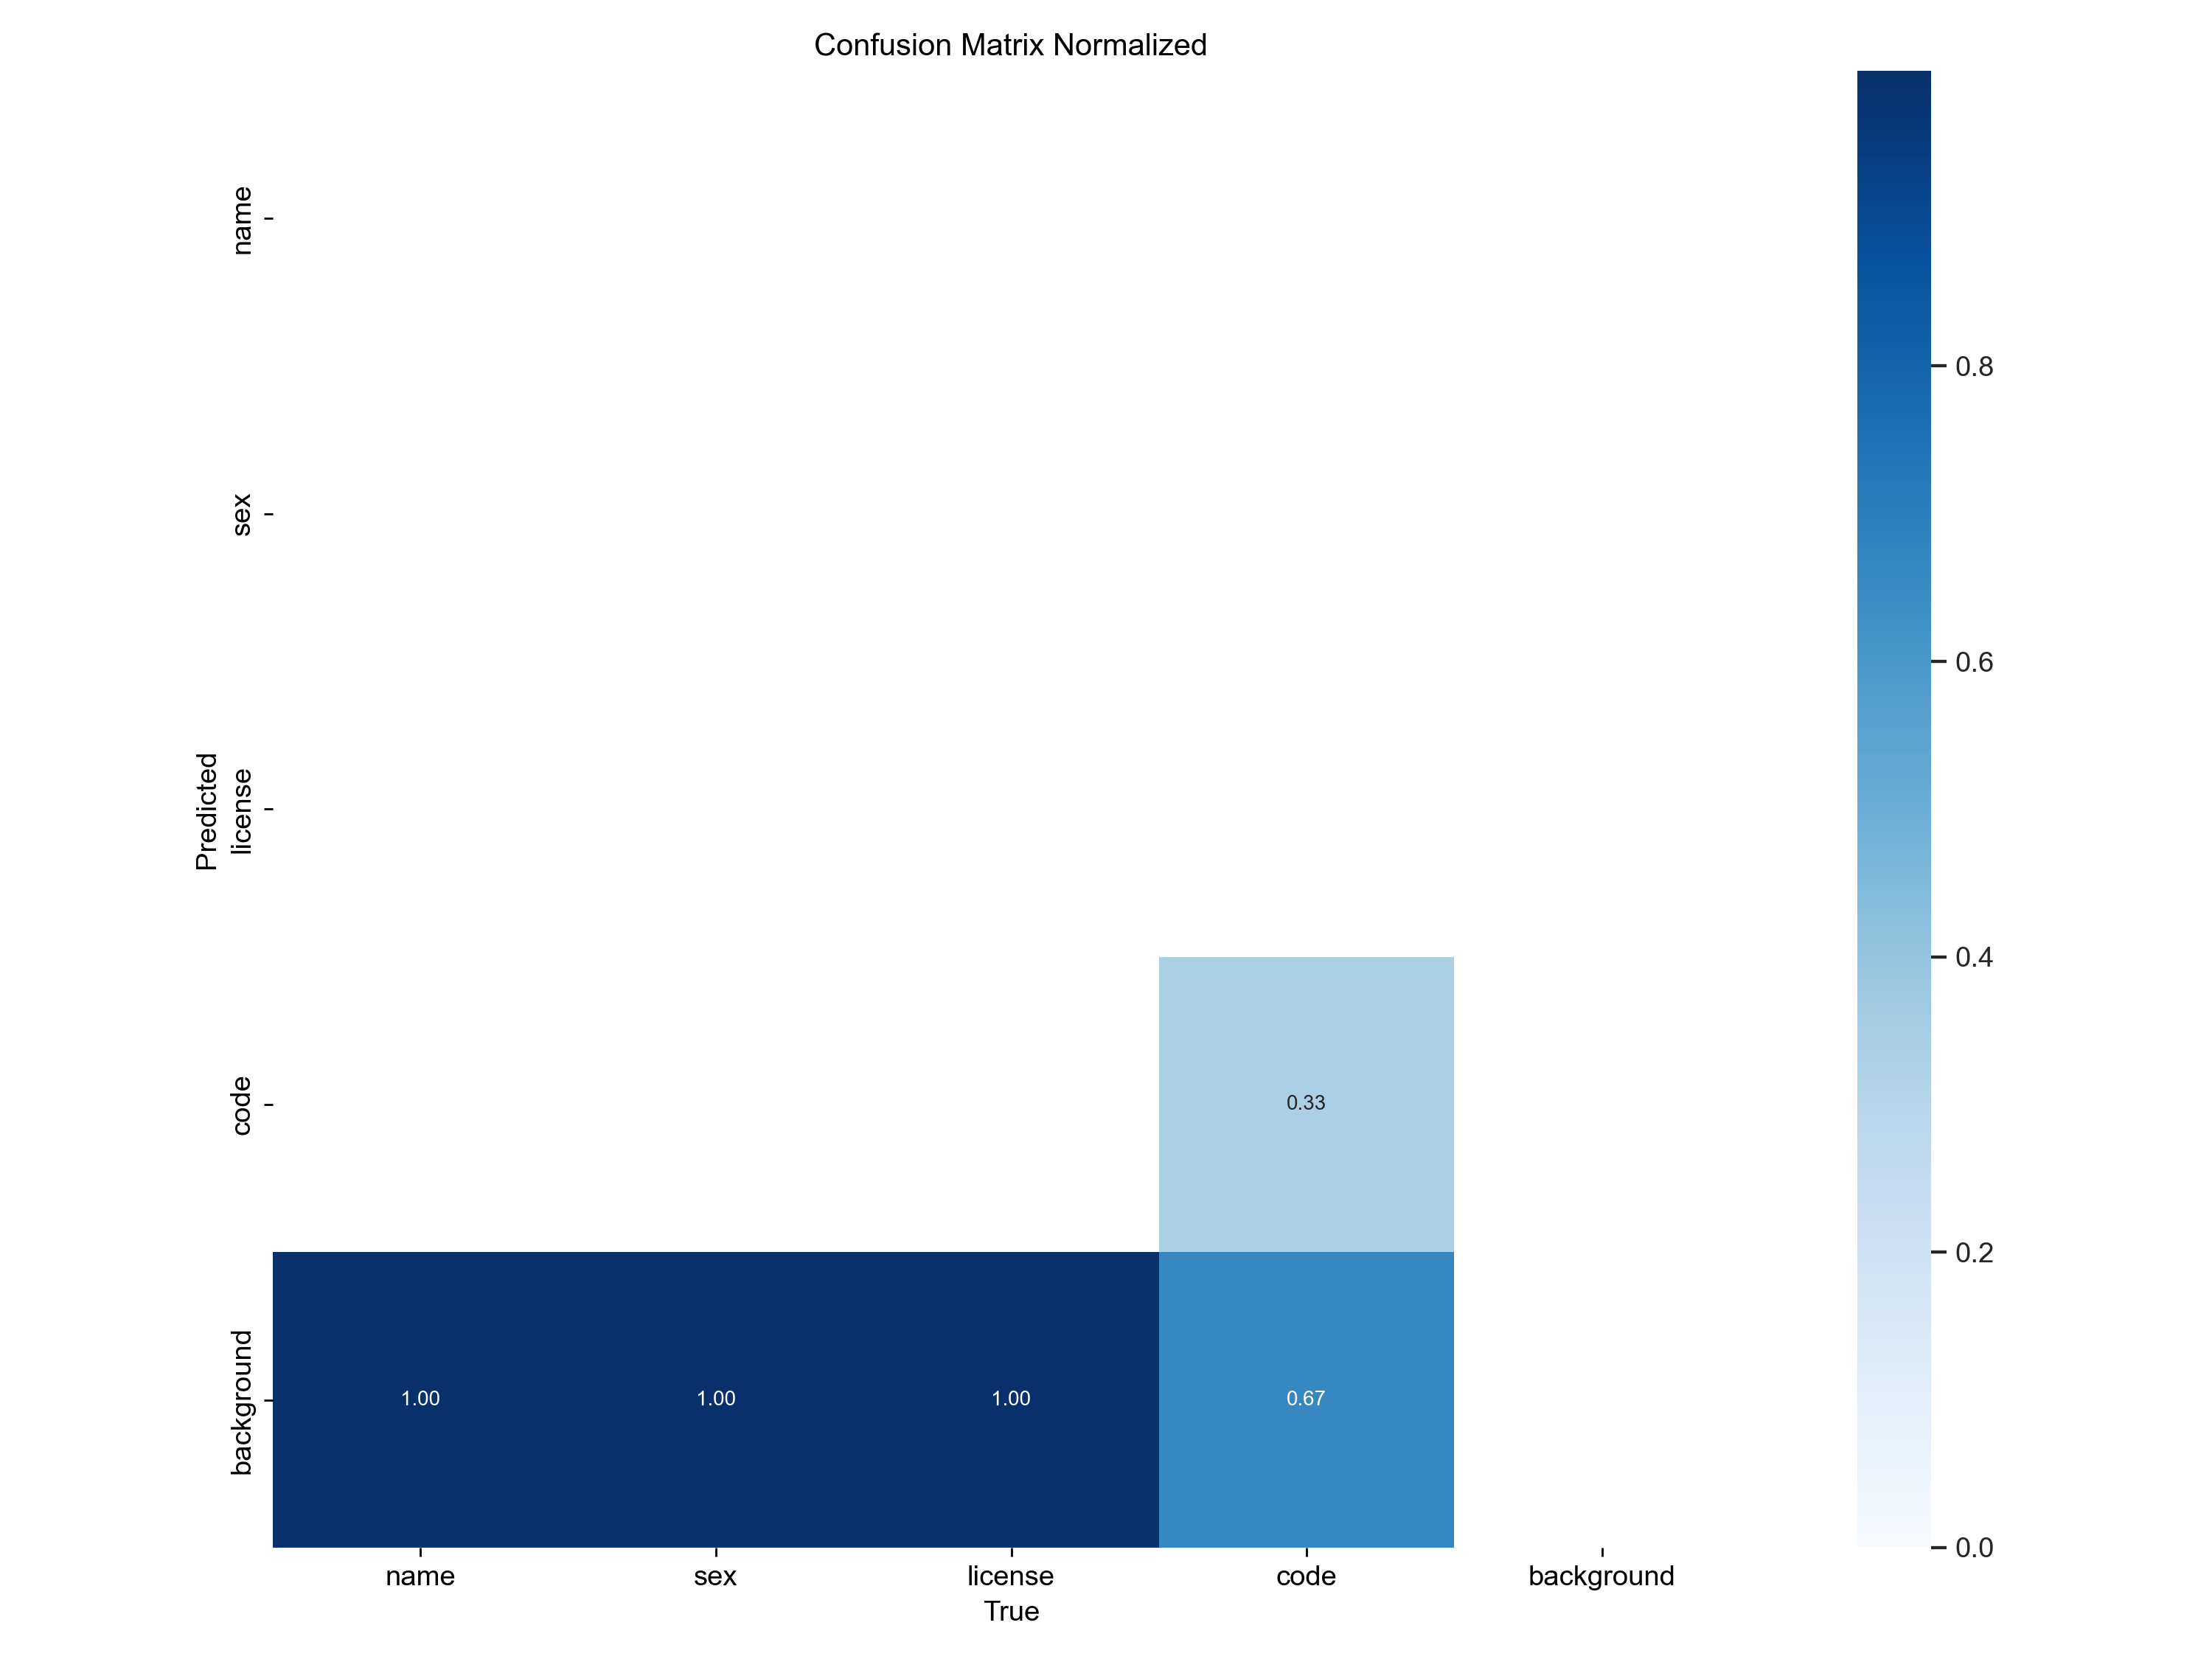 Confusion Matrix Normalized
name
sex
license
code
background
Predicted
0.33
1.00 1.00 1.00 0.67
name sex license code background
True
0.8
0.6
0.4
0.2
0.0